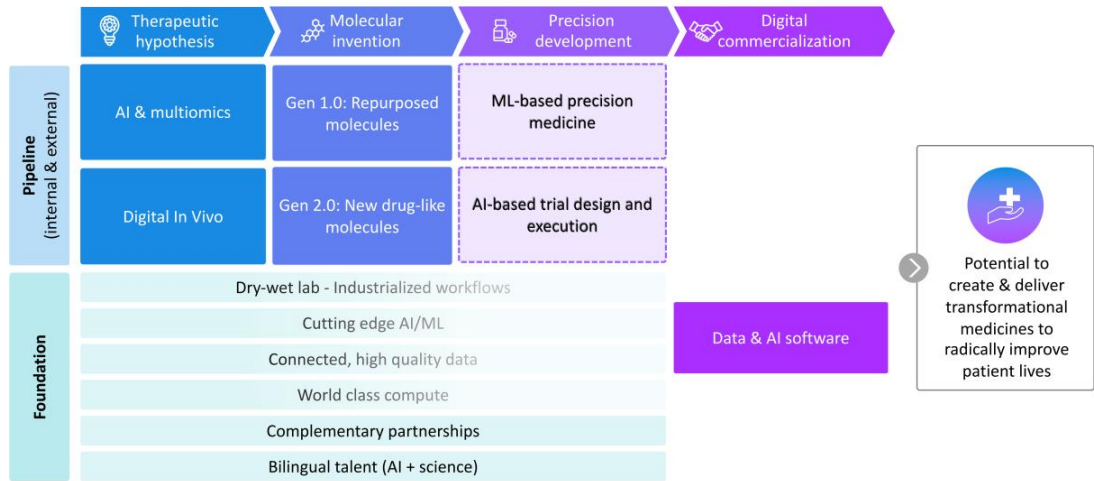 Therapeutic
hypothesis
Molecular
invention
Precision
development
Digital
commercialization
Pipeline
(internal & external)
AI & multiomics
Gen 1.0: Repurposed
molecules
ML-based precision
medicine
Digital In Vivo
Gen 2.0: New drug-like
molecules
AI-based trial design and
execution
Foundation
Dry-wet lab - Industrialized workflows
Cutting edge AI/ML
Connected, high quality data
World class compute
Complementary partnerships
Bilingual talent (AI + science)
Data & AI software
Potential to
create & deliver
transformational
medicines to
radically improve
patient lives